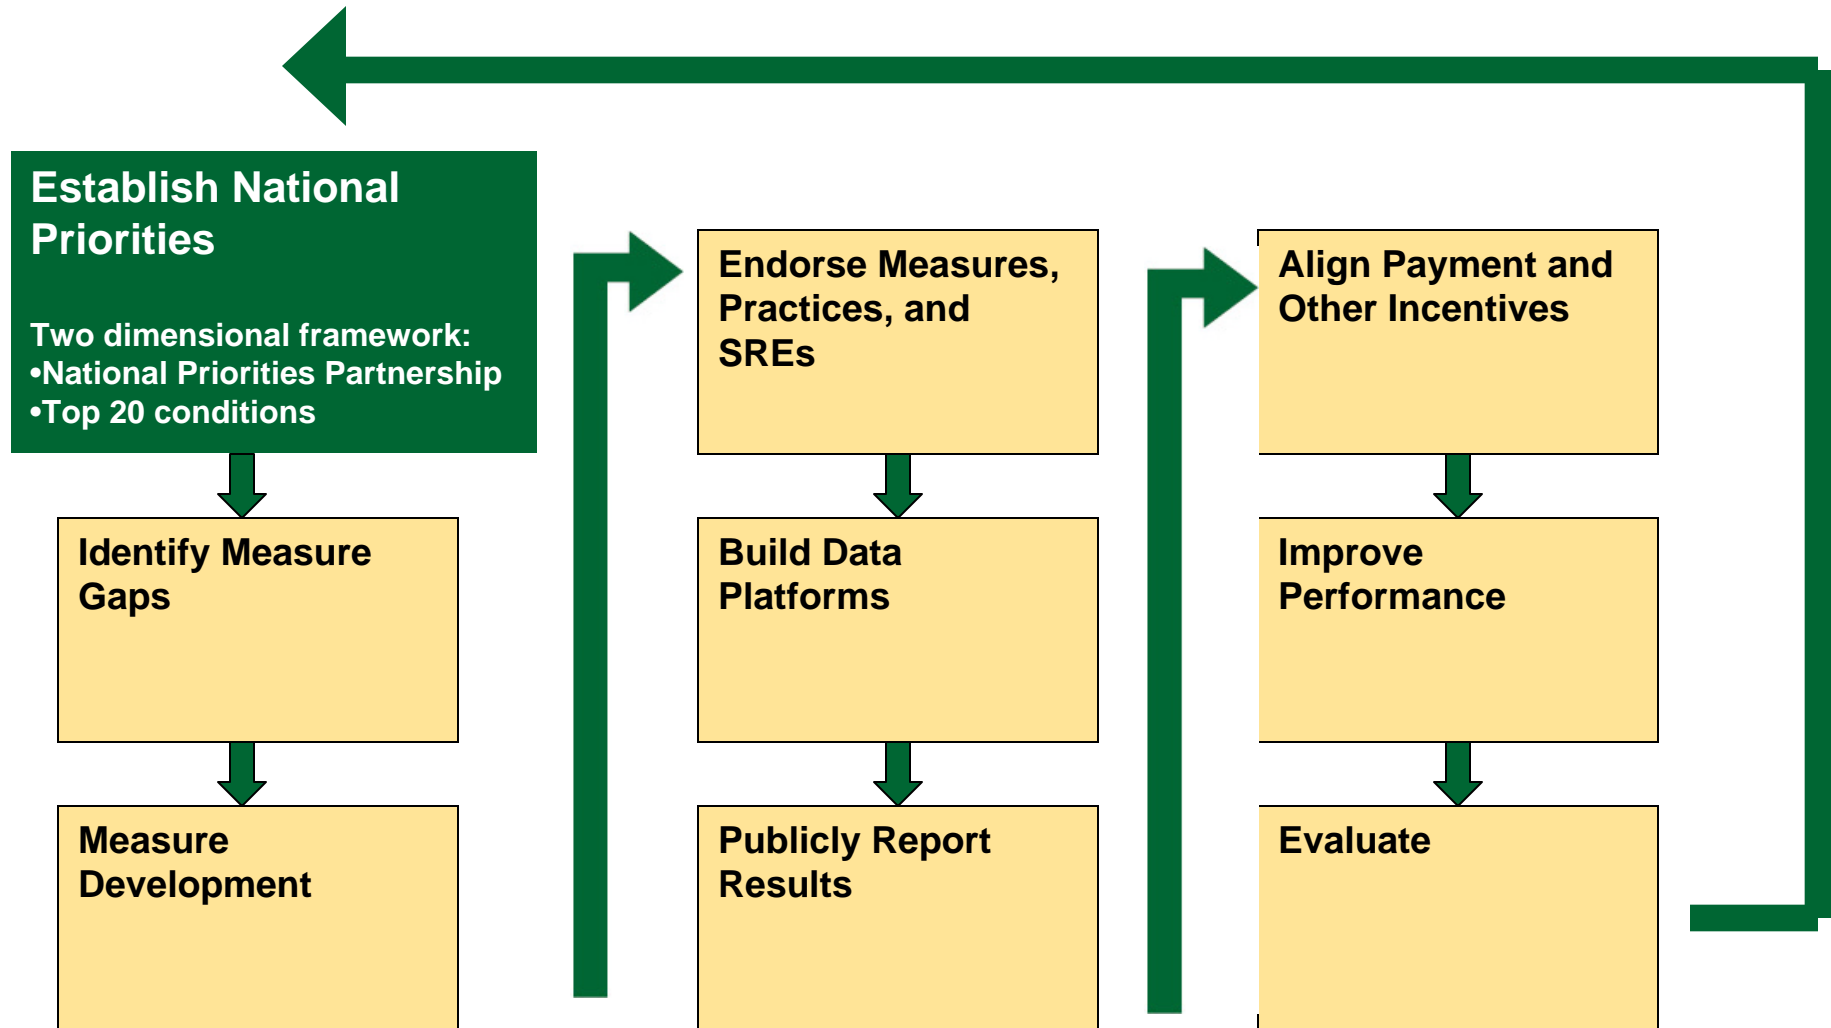 Establish National
Priorities
Two dimensional framework:
•National Priorities Partnership
•Top 20 conditions
Identify Measure
Gaps
Measure
Development
Endorse Measures,
Practices, and
SREs
Build Data
Platforms
Publicly Report
Results
Align Payment and
Other Incentives
Improve
Performance
Evaluate